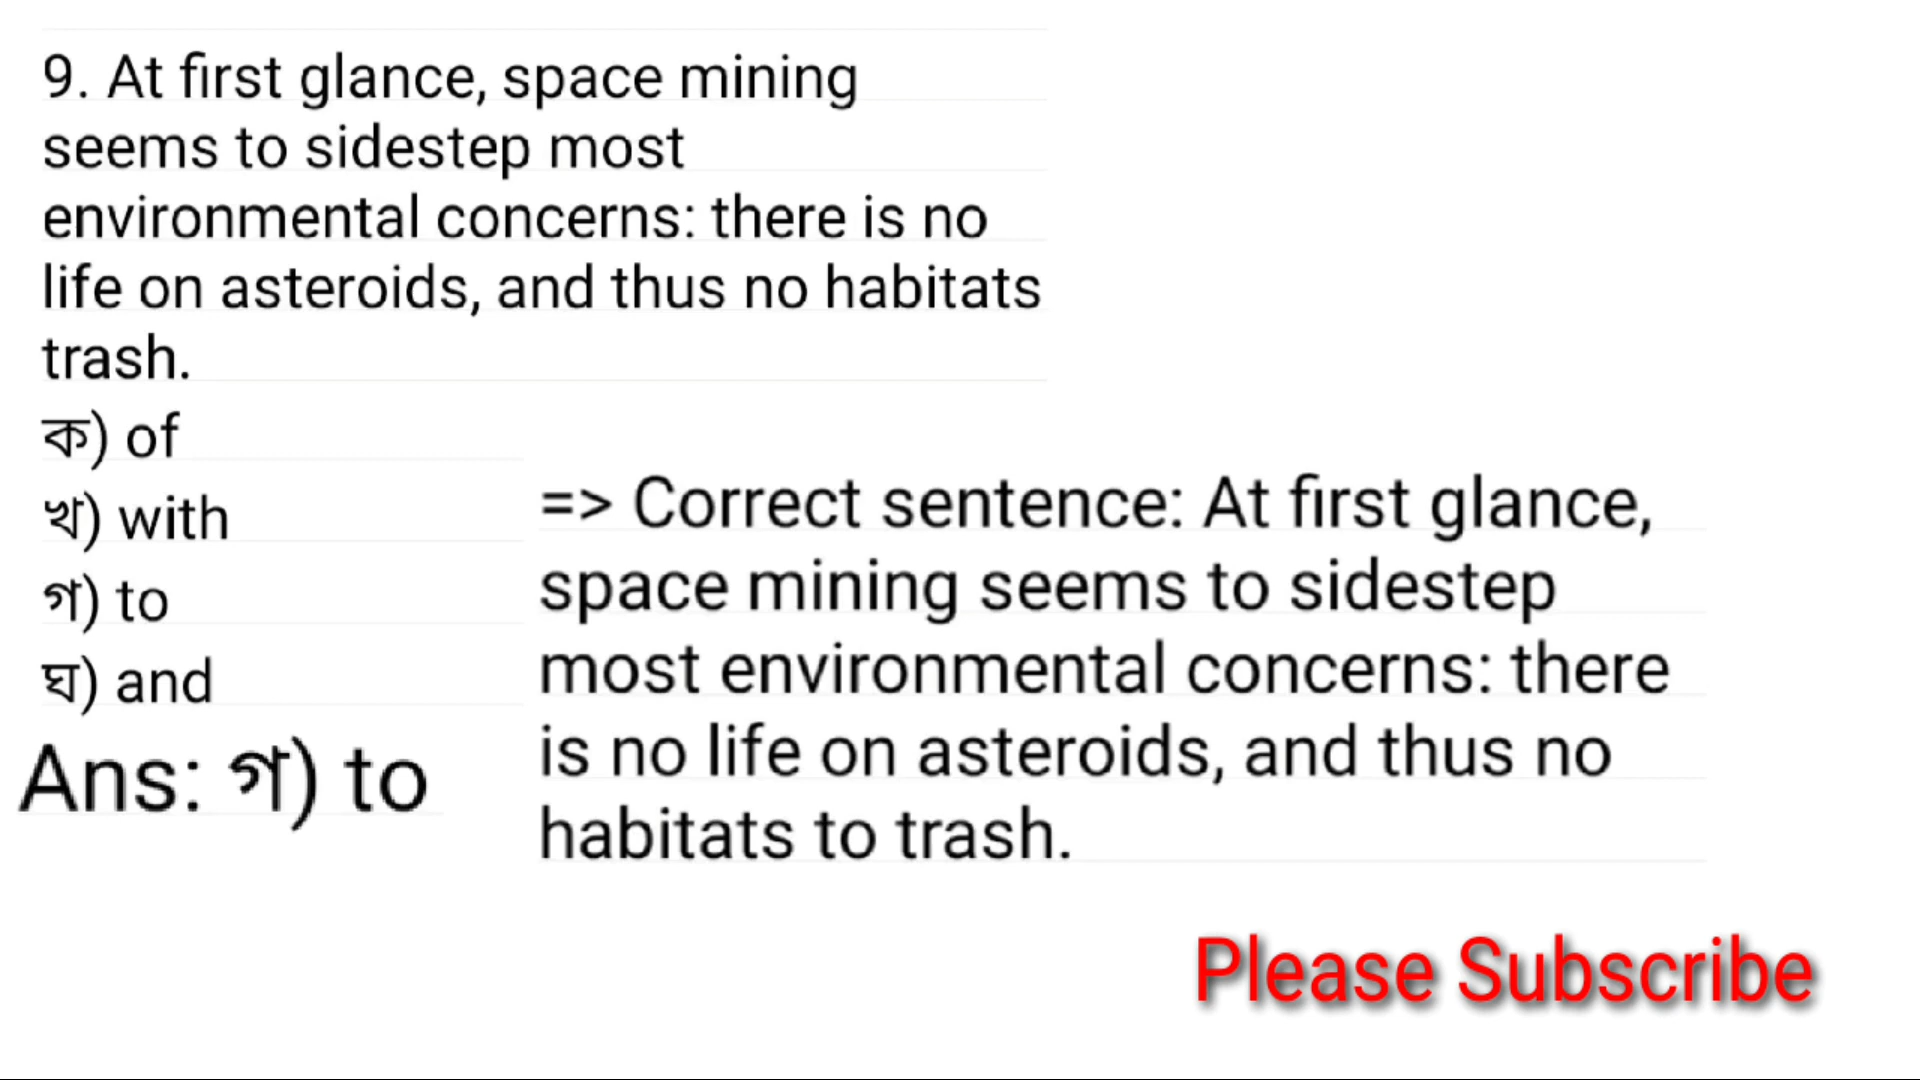 9. At first glance, space mining
seems to sidestep most
environmental concerns: there is no
life on asteroids, and thus no habitats
trash.
ক) of
খ) with
গ) to
ঘ) and
Ans: গ) to
=> Correct sentence: At first glance,
space mining seems to sidestep
most environmental concerns: there
is no life on asteroids, and thus no
habitats to trash.
Please Subscribe